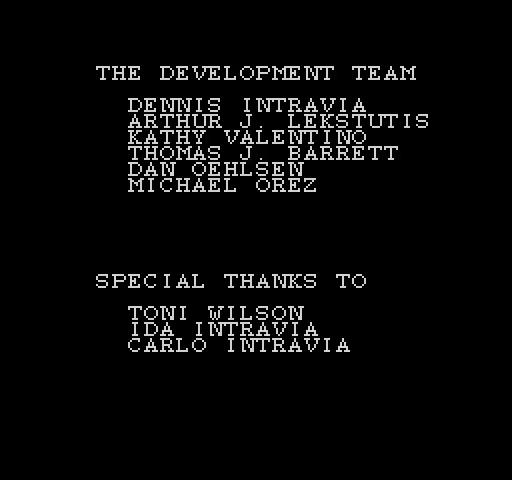 THE DEVELOPMENT TEAM
DENNIS INTRAVIA
ARTHUR J. LEKSTUTIS
KATHY VALENTINO
THOMAS J. BARRETT
DAN OEHLSEN
MICHAEL OREZ
SPECIAL THANKS TO
TONI WILSON
IDA INTRAVIA
CARLO INTRAVIA